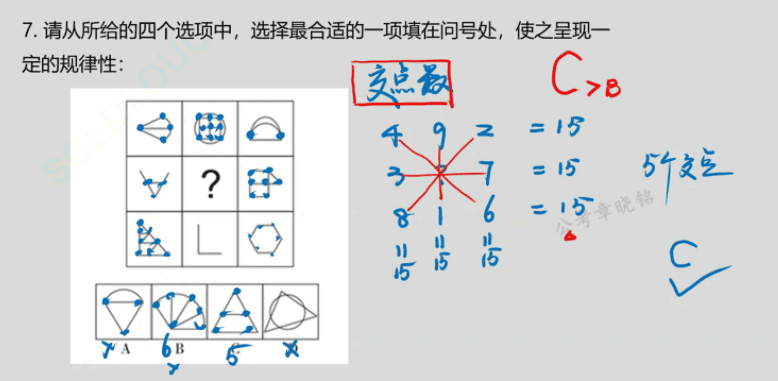 7. 请从所给的四个选项中，选择最合适的一项填在问号处，使之呈现一
定的规律性：
交点数
C>B
4 9 2 = 15
3 ? 7 = 15
8 1 6 = 15
= = =
15 15 15
5个交点
公考章晓铭
C
?
A B C D
x 6 5 x
x